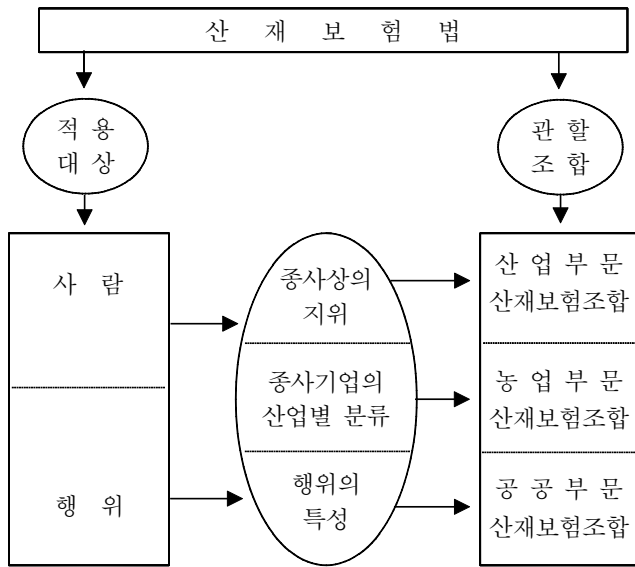 산 재 보 험 법
적 용
대 상
관 할
조 합
사 람
행 위
종사상의
지위
종사기업의
산업별 분류
행위의
특성
산 업 부 문
산재보험조합
농 업 부 문
산재보험조합
공 공 부 문
산재보험조합